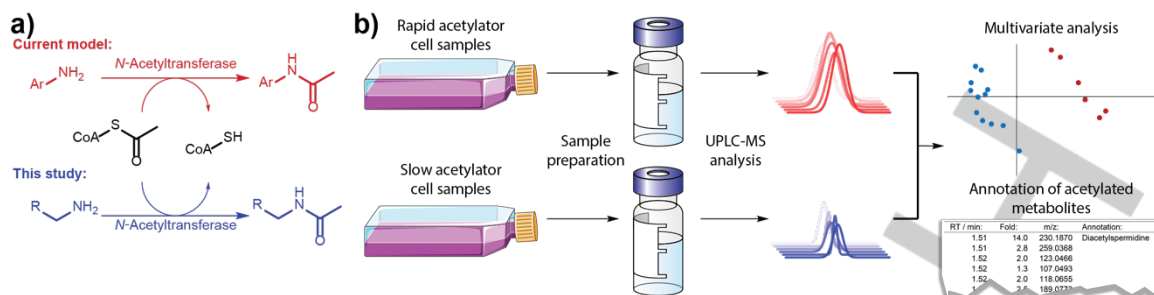 a)
Current model:
Ar
NH2
N-Acetyltransferase
Ar
H
N
O
CoA
S
O
CoA
SH
This study:
R
NH2
N-Acetyltransferase
R
H
N
O
b)
Rapid acetylator
cell samples
Slow acetylator
cell samples
Sample
preparation
UPLC-MS
analysis
Multivariate analysis
Annotation of acetylated
metabolites
RT / min: Fold: m/z: Annotation:
1.51 14.0 230.1870 Diacetylspermidine
1.51 2.8 259.0368
1.52 2.0 123.0466
1.52 1.3 107.0493
1.52 2.0 118.0655